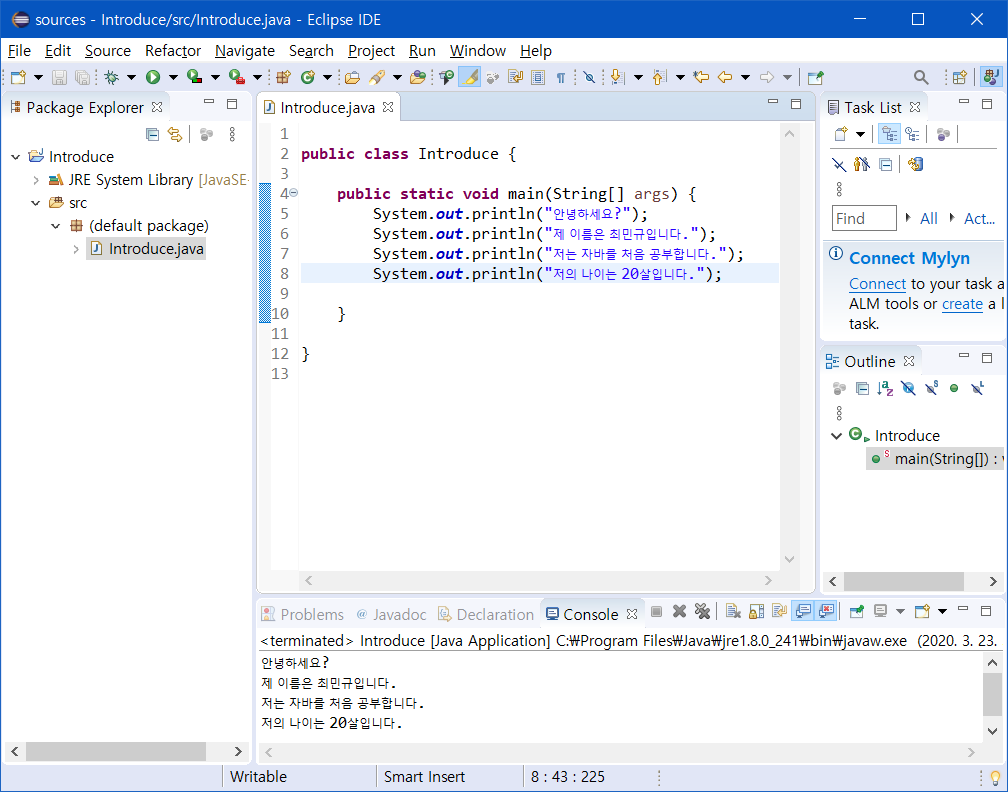 sources - Introduce/src/Introduce.java - Eclipse IDE
File Edit Source Refactor Navigate Search Project Run Window Help
Package Explorer
Introduce
JRE System Library [JavaSE-
src
(default package)
Introduce.java
Introduce.java
1
2 public class Introduce {
3
4 public static void main(String[] args) {
5 System.out.println("안녕하세요?");
6 System.out.println("제 이름은 최민규입니다.");
7 System.out.println("저는 자바를 처음 공부합니다.");
8 System.out.println("저의 나이는 20살입니다.");
9
10 }
11
12 }
13
Task List
Find All Act...
Connect Mylyn
Connect to your task a
ALM tools or create a l
task.
Outline
Introduce
main(String[]) : v
Problems @ Javadoc Declaration Console
<terminated> Introduce [Java Application] C:₩Program Files₩Java₩jre1.8.0_241₩bin₩javaw.exe (2020. 3. 23.
안녕하세요?
제 이름은 최민규입니다.
저는 자바를 처음 공부합니다.
저의 나이는 20살입니다.
Writable Smart Insert 8 : 43 : 225